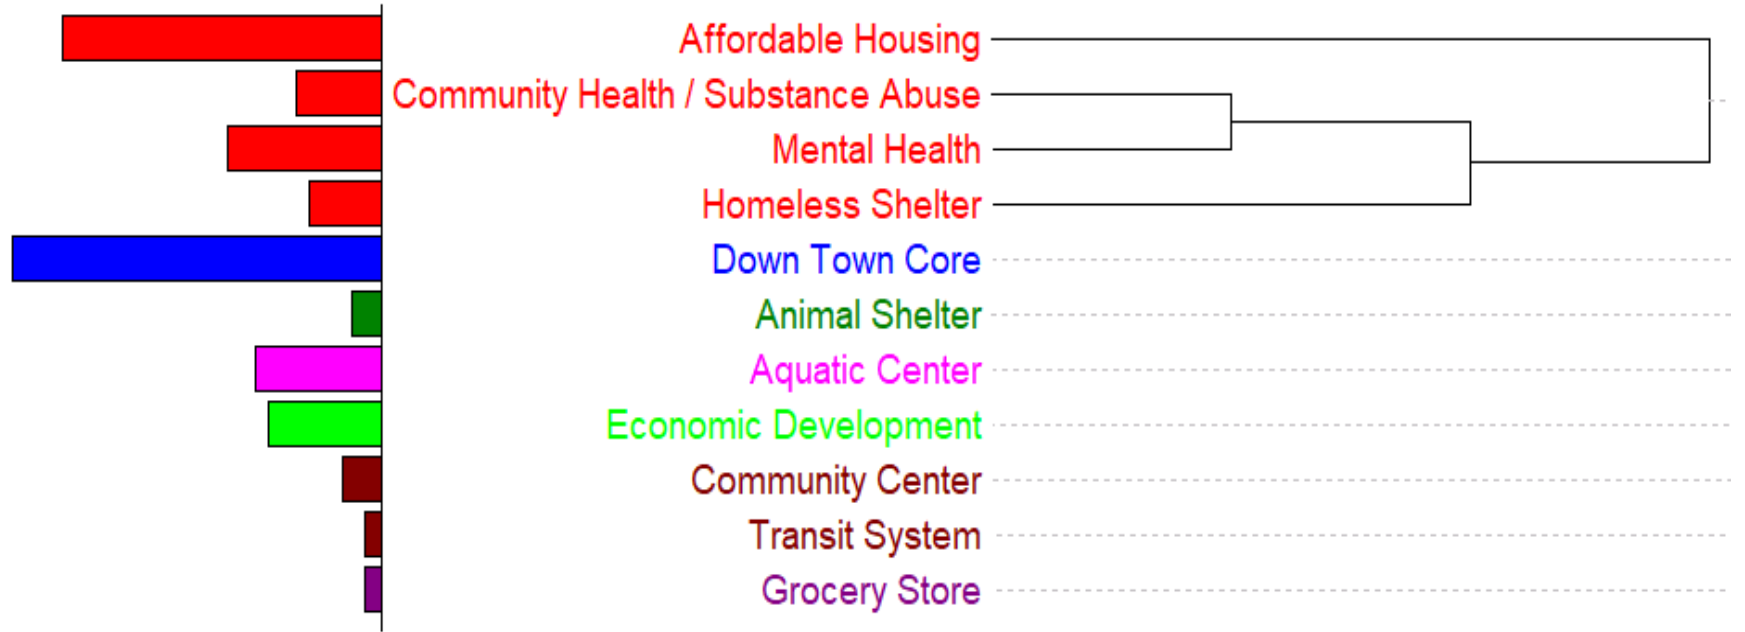 Affordable Housing
Community Health / Substance Abuse
Mental Health
Homeless Shelter
Down Town Core
Animal Shelter
Aquatic Center
Economic Development
Community Center
Transit System
Grocery Store